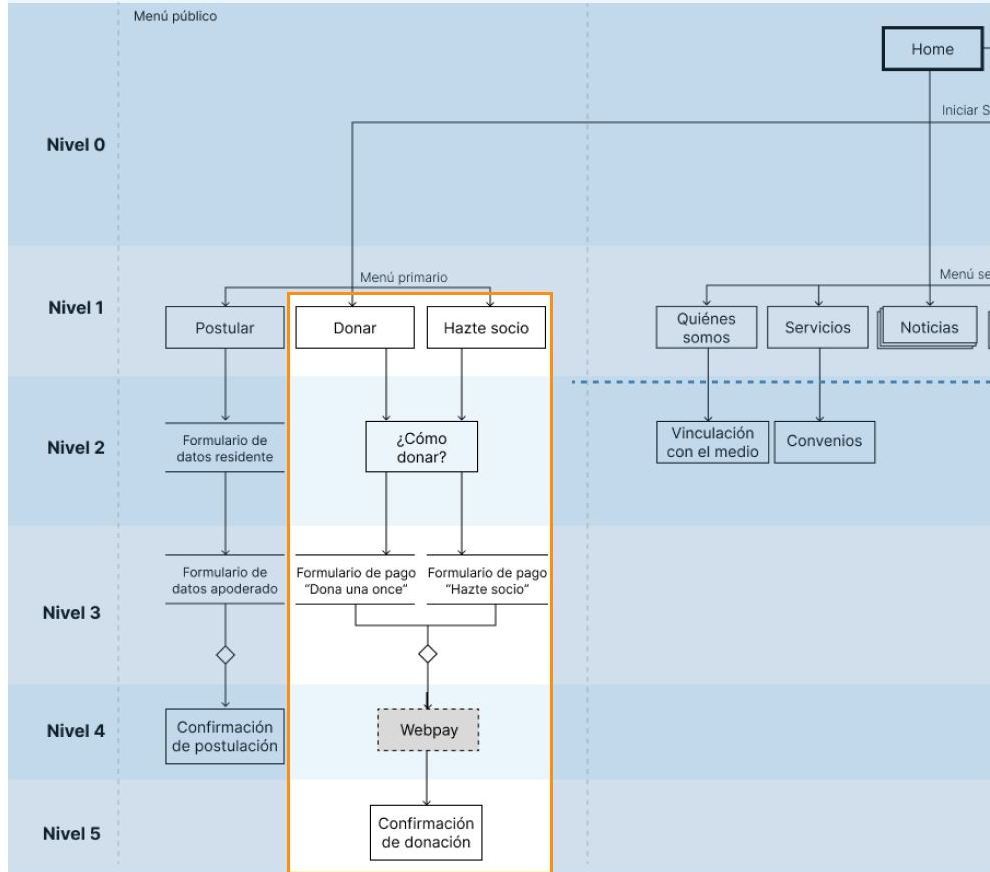 Menú público
Home
Iniciar S
Nivel 0
Menú primario
Menú se
Nivel 1
Postular
Donar
Hazte socio
Quiénes
somos
Servicios
Noticias
Nivel 2
Formulario de
datos residente
¿Cómo
donar?
Vinculación
con el medio
Convenios
Nivel 3
Formulario de
datos apoderado
Formulario de pago
“Dona una once”
Formulario de pago
“Hazte socio”
Nivel 4
Confirmación
de postulación
Webpay
Nivel 5
Confirmación
de donación